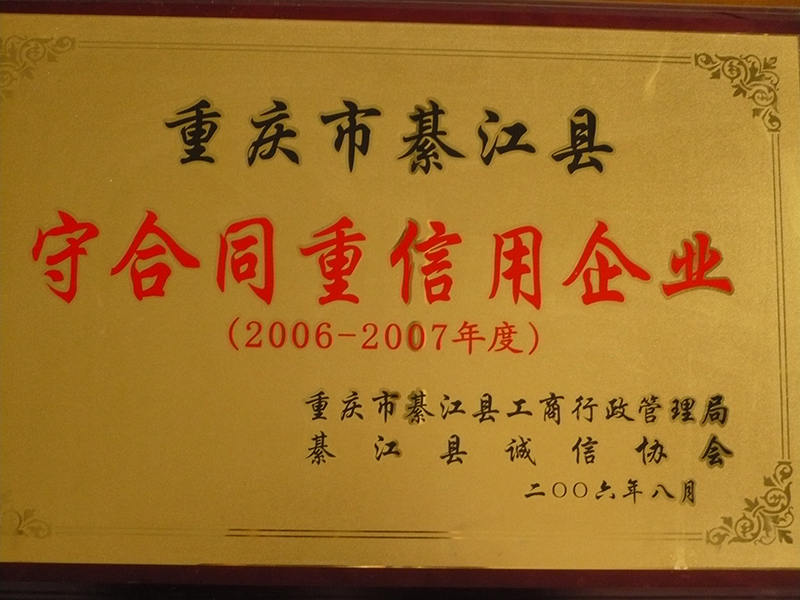 重庆市綦江县
守合同重信用企业
(2006-2007年度)
重庆市綦江县工商行政管理局
綦江县诚信协会
二〇〇六年八月